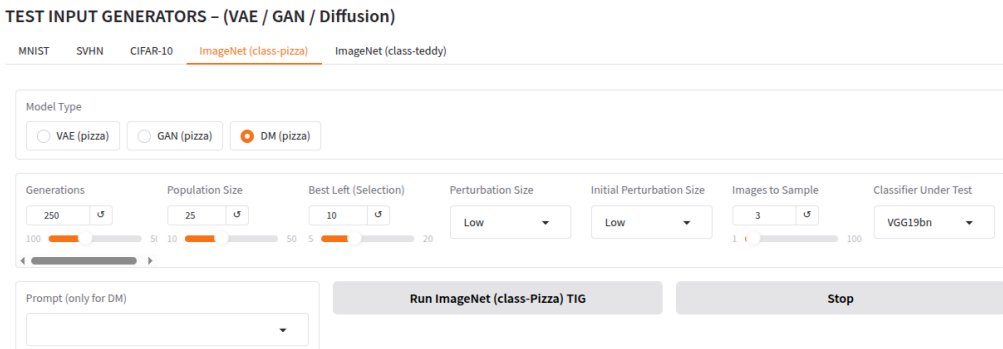 TEST INPUT GENERATORS – (VAE / GAN / Diffusion)
MNIST SVHN CIFAR-10 ImageNet (class-pizza) ImageNet (class-teddy)
Model Type
VAE (pizza) GAN (pizza) DM (pizza)
Generations Population Size Best Left (Selection) Perturbation Size Initial Perturbation Size Images to Sample Classifier Under Test
250 ↺ 25 ↺ 10 ↺ Low Low 3 ↺ VGG19bn
100 10 50 5 20 1 100
Prompt (only for DM) Run ImageNet (class-Pizza) TIG Stop